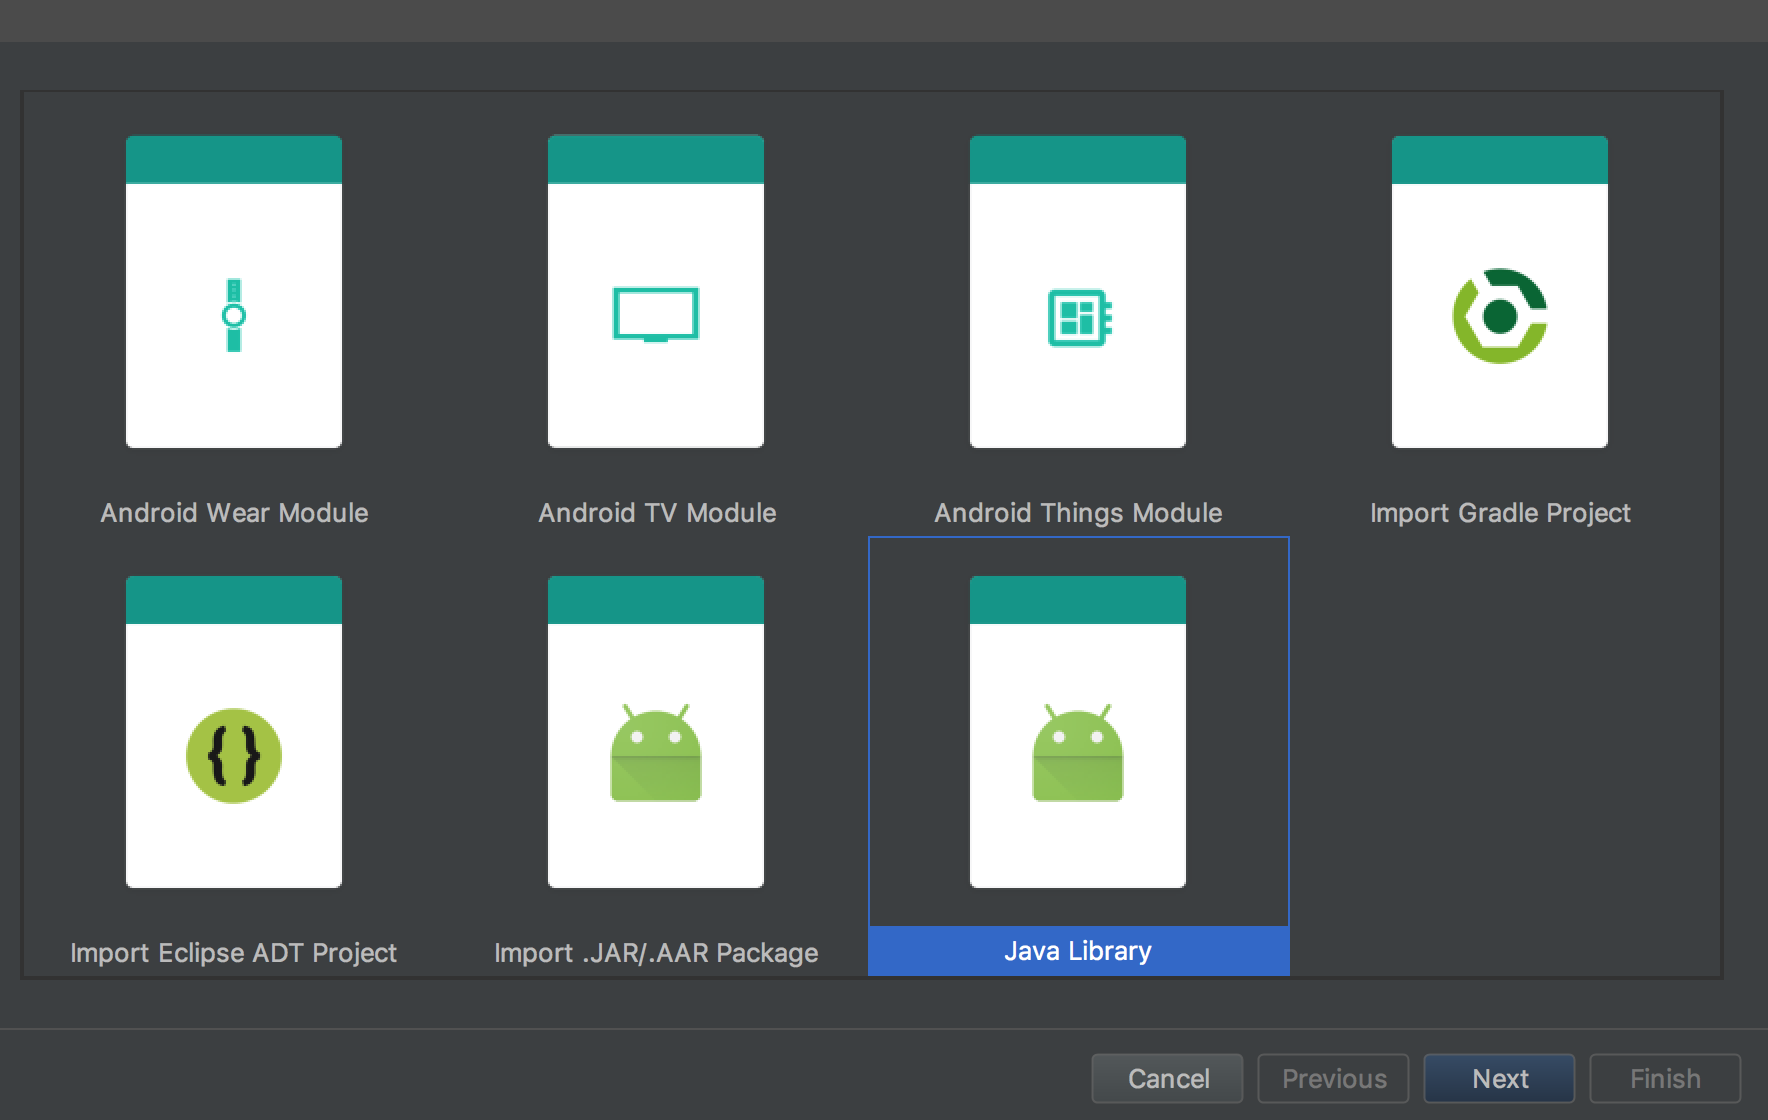 Android Wear Module
Android TV Module
Android Things Module
Import Gradle Project
{}
Import Eclipse ADT Project
Import .JAR/.AAR Package
Java Library
Cancel
Previous
Next
Finish